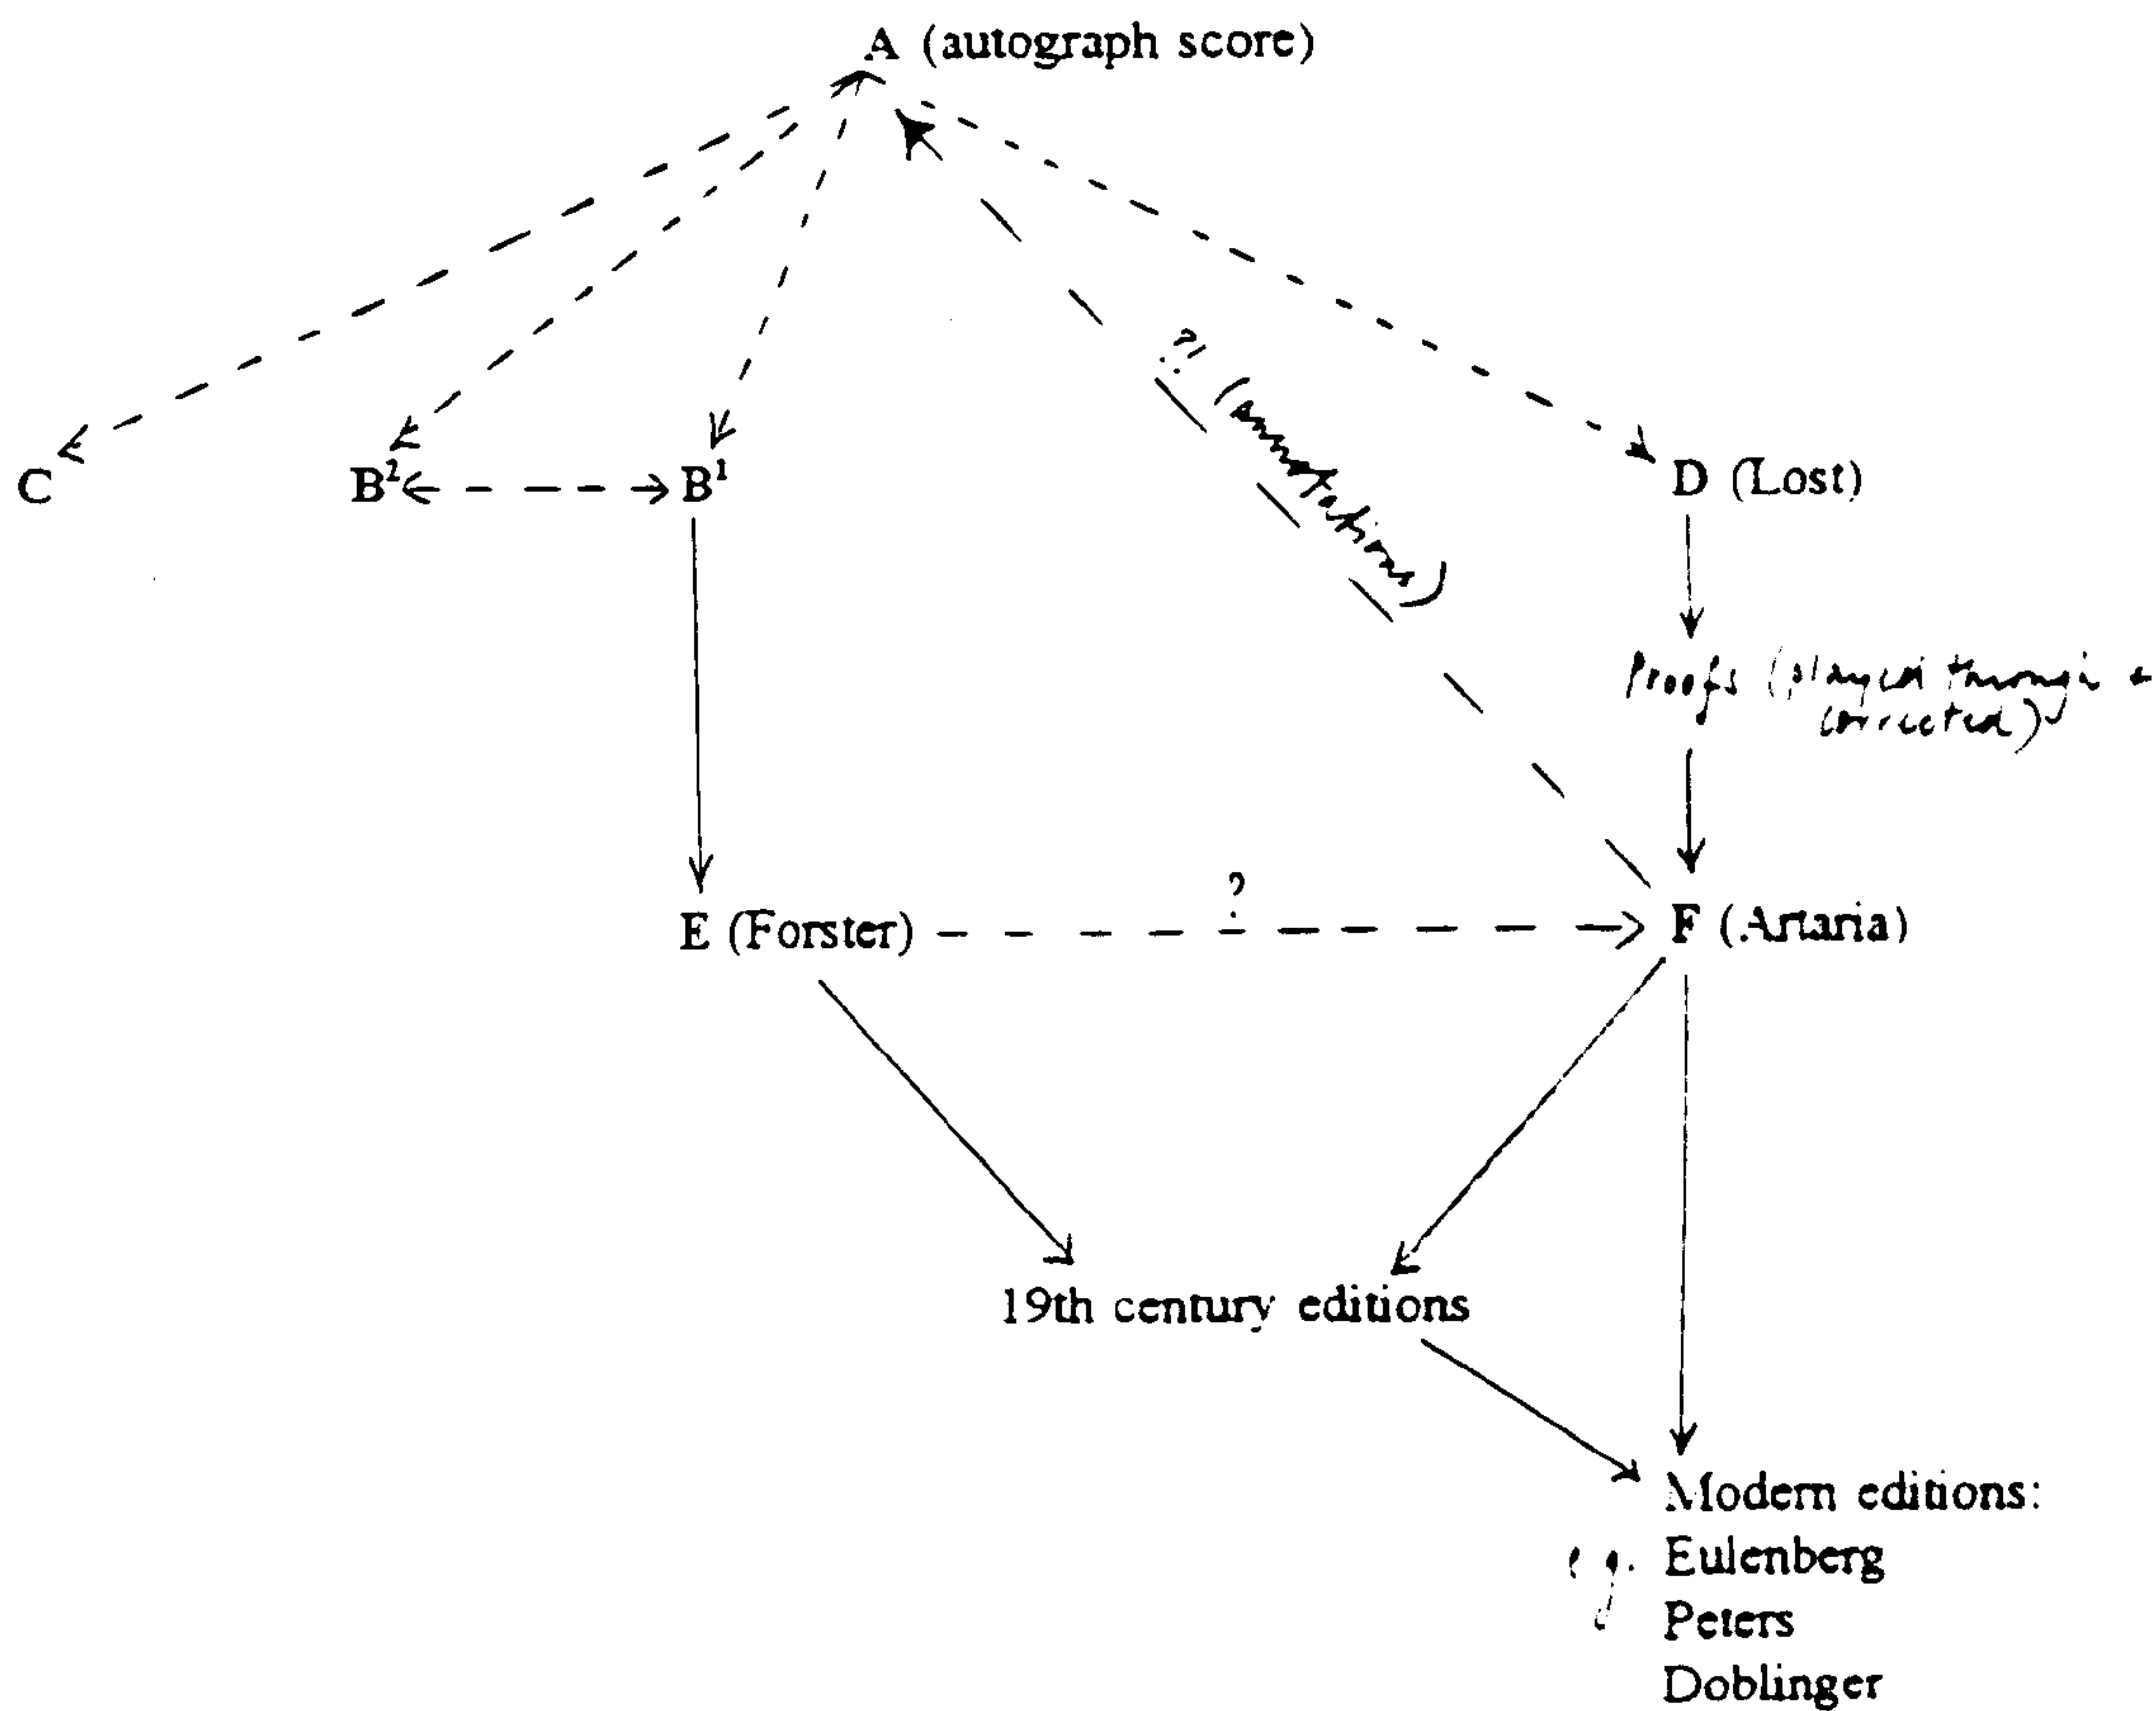 A (autograph score)
?? (annotations)
C
B² B¹
D (Lost)
Proofs (played through +
corrected)
?
E (Forster)
F (Artaria)
19th century editions
Modern editions:
e.g. Eulenberg
Peters
Doblinger